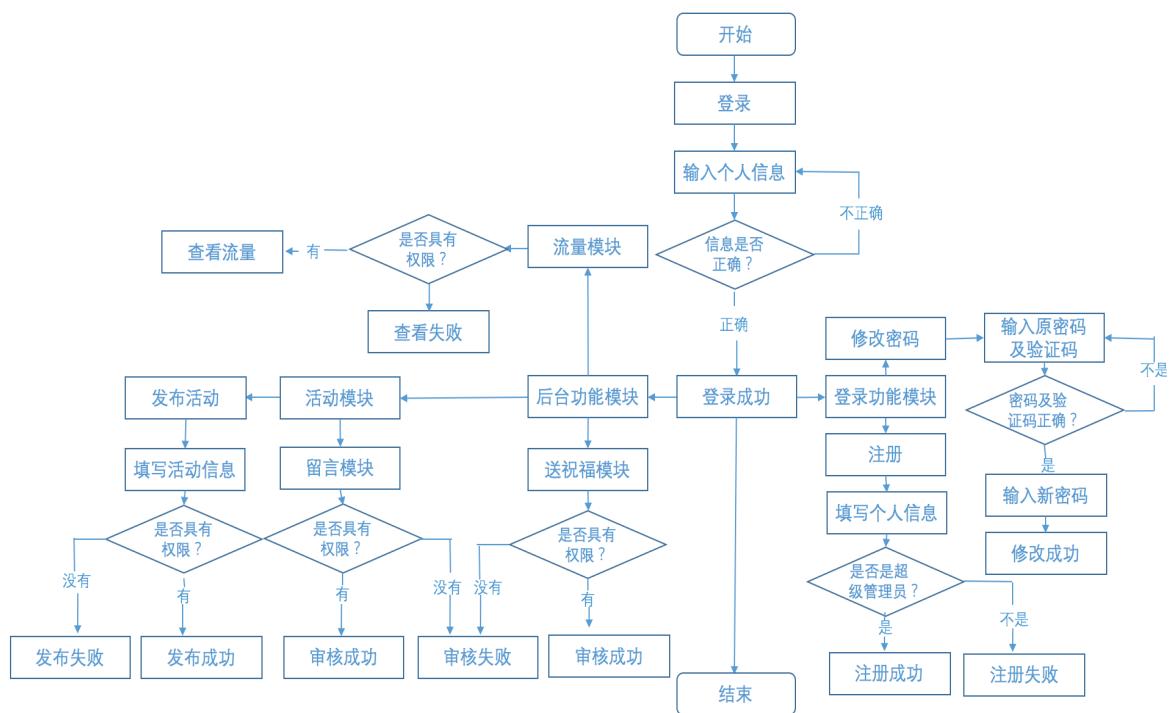 开始
登录
输入个人信息
不正确
信息是否
正确？
流量模块
是否具有
权限？
有
查看流量
查看失败
正确
修改密码
输入原密码
及验证码
不是
发布活动
活动模块
后台功能模块
登录成功
登录功能模块
密码及验
证码正确？
填写活动信息
留言模块
送祝福模块
注册
是
输入新密码
填写个人信息
是否具有
权限？
是否具有
权限？
是否具有
权限？
修改成功
是否是超
级管理员？
没有
有
有
没有
没有
有
是
不是
发布失败
发布成功
审核成功
审核失败
审核成功
注册成功
注册失败
结束